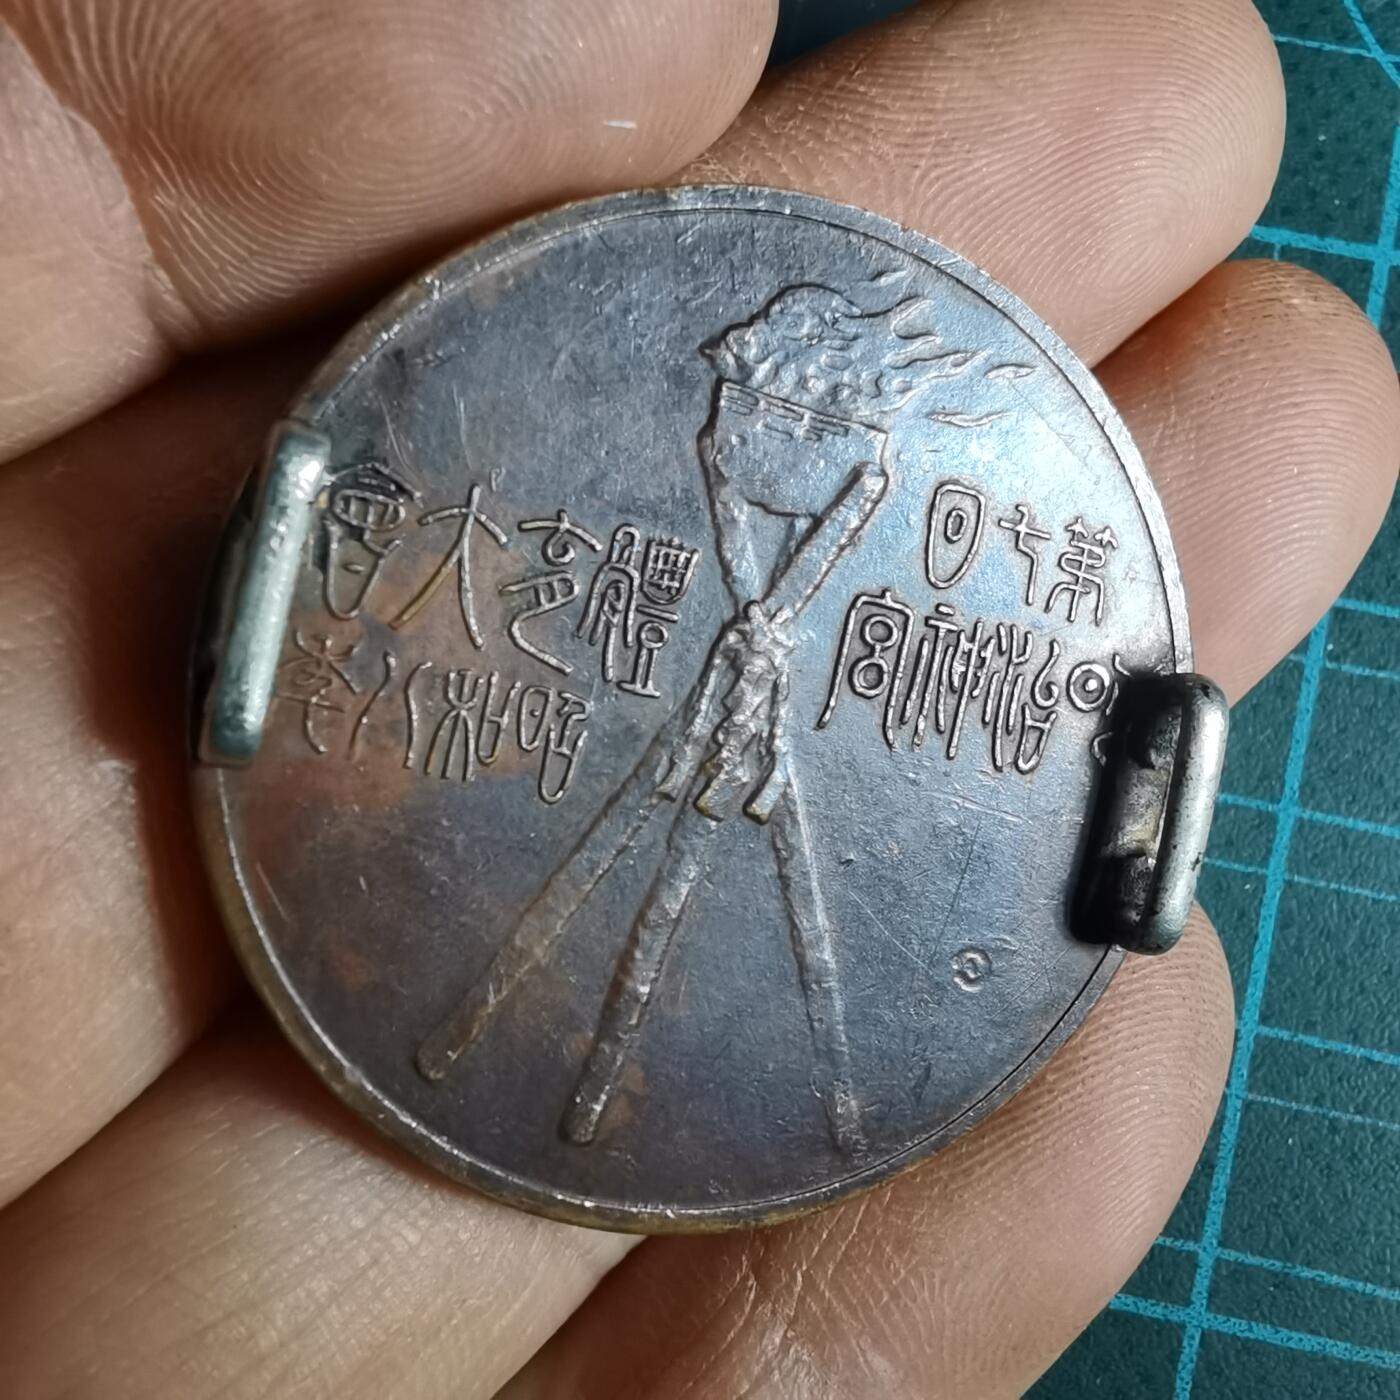 第七回
明治神宮
體育大會
昭和八年